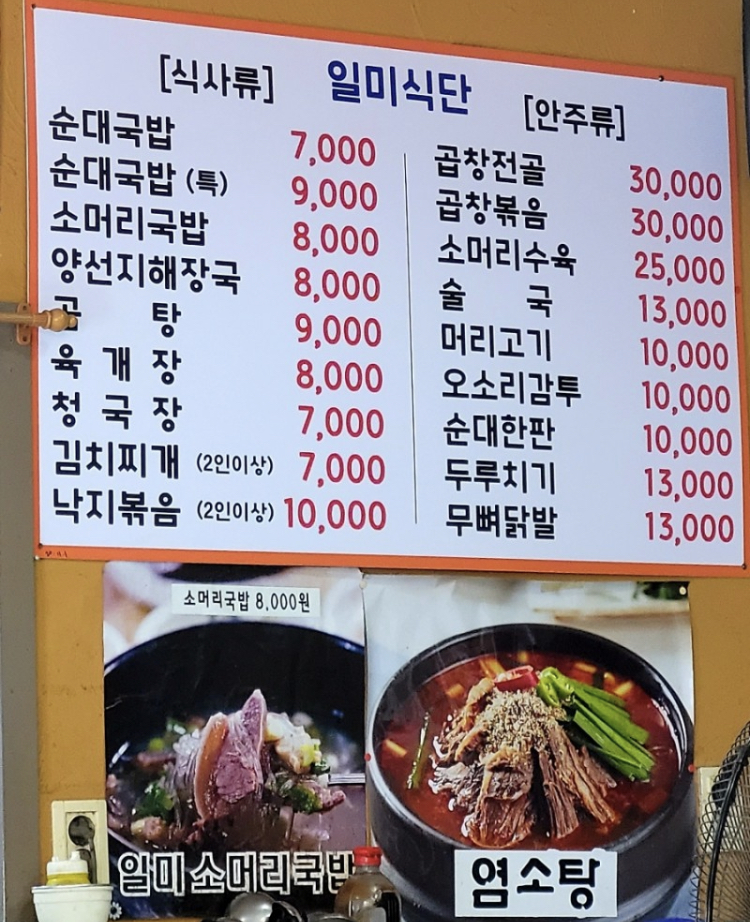 일미식단
[식사류]
순대국밥 7,000
순대국밥 (특) 9,000
소머리국밥 8,000
양선지해장국 8,000
곰 탕 9,000
육 개 장 8,000
청 국 장 7,000
김치찌개 (2인이상) 7,000
낙지볶음 (2인이상) 10,000
[안주류]
곱창전골 30,000
곱창볶음 30,000
소머리수육 25,000
술 국 13,000
머리고기 10,000
오소리감투 10,000
순대한판 10,000
두루치기 13,000
무뼈닭발 13,000
소머리국밥 8,000원
일미 소머리국밥
염소탕